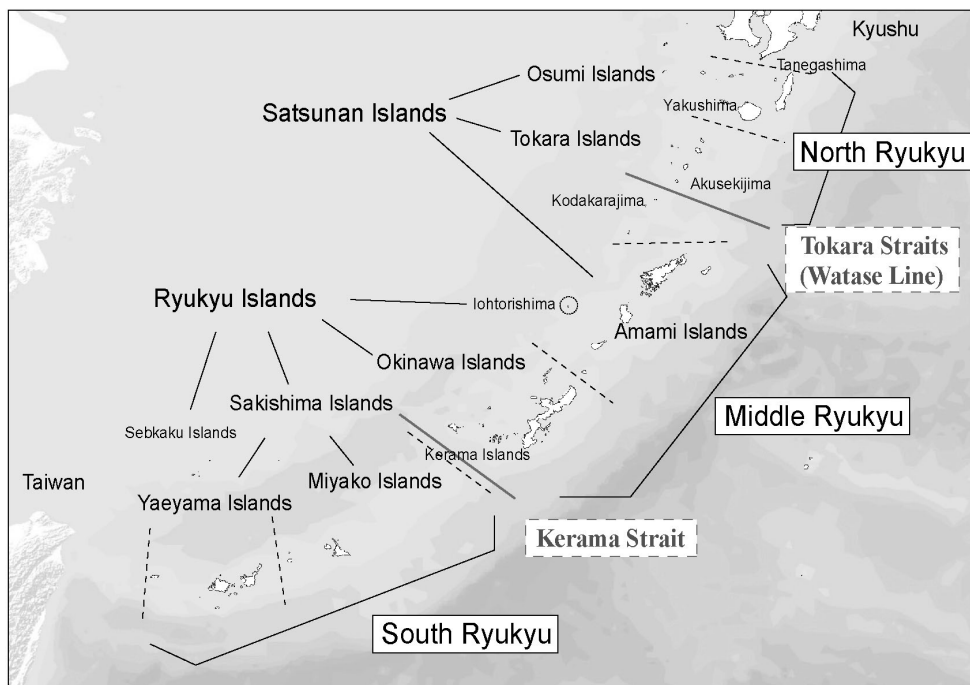 Kyushu
Tanegashima
Osumi Islands
Satsunan Islands
Yakushima
Tokara Islands
North Ryukyu
Akusekijima
Kodakarajima
Tokara Straits
(Watase Line)
Ryukyu Islands
Iohtorishima
Amami Islands
Okinawa Islands
Sakishima Islands
Middle Ryukyu
Sebkaku Islands
Kerama Islands
Taiwan
Miyako Islands
Yaeyama Islands
Kerama Strait
South Ryukyu